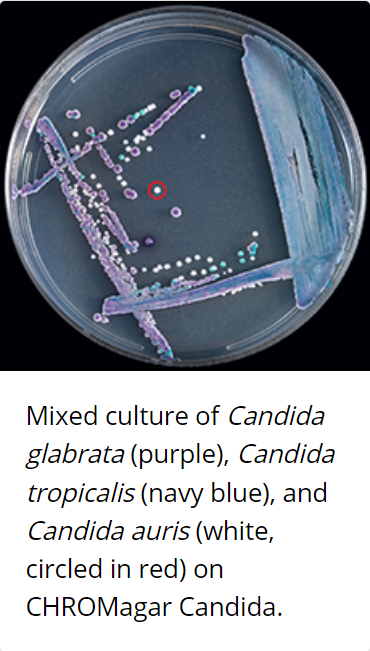 Mixed culture of Candida
glabrata (purple), Candida
tropicalis (navy blue), and
Candida auris (white,
circled in red) on
CHROMagar Candida.